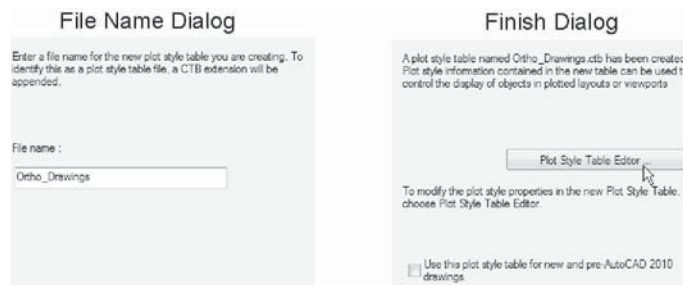 File Name Dialog
Enter a file name for the new plot style table you are creating. To
identify this as a plot style table file, a CTB extension will be
appended.
File name :
Ortho_Drawings
Finish Dialog
A plot style table named Ortho_Drawings.ctb has been created
Plot style information contained in the new table can be used t
control the display of objects in plotted layouts or viewports
Plot Style Table Editor ...
To modify the plot style properties in the new Plot Style Table,
choose Plot Style Table Editor.
Use this plot style table for new and pre-AutoCAD 2010
drawings.